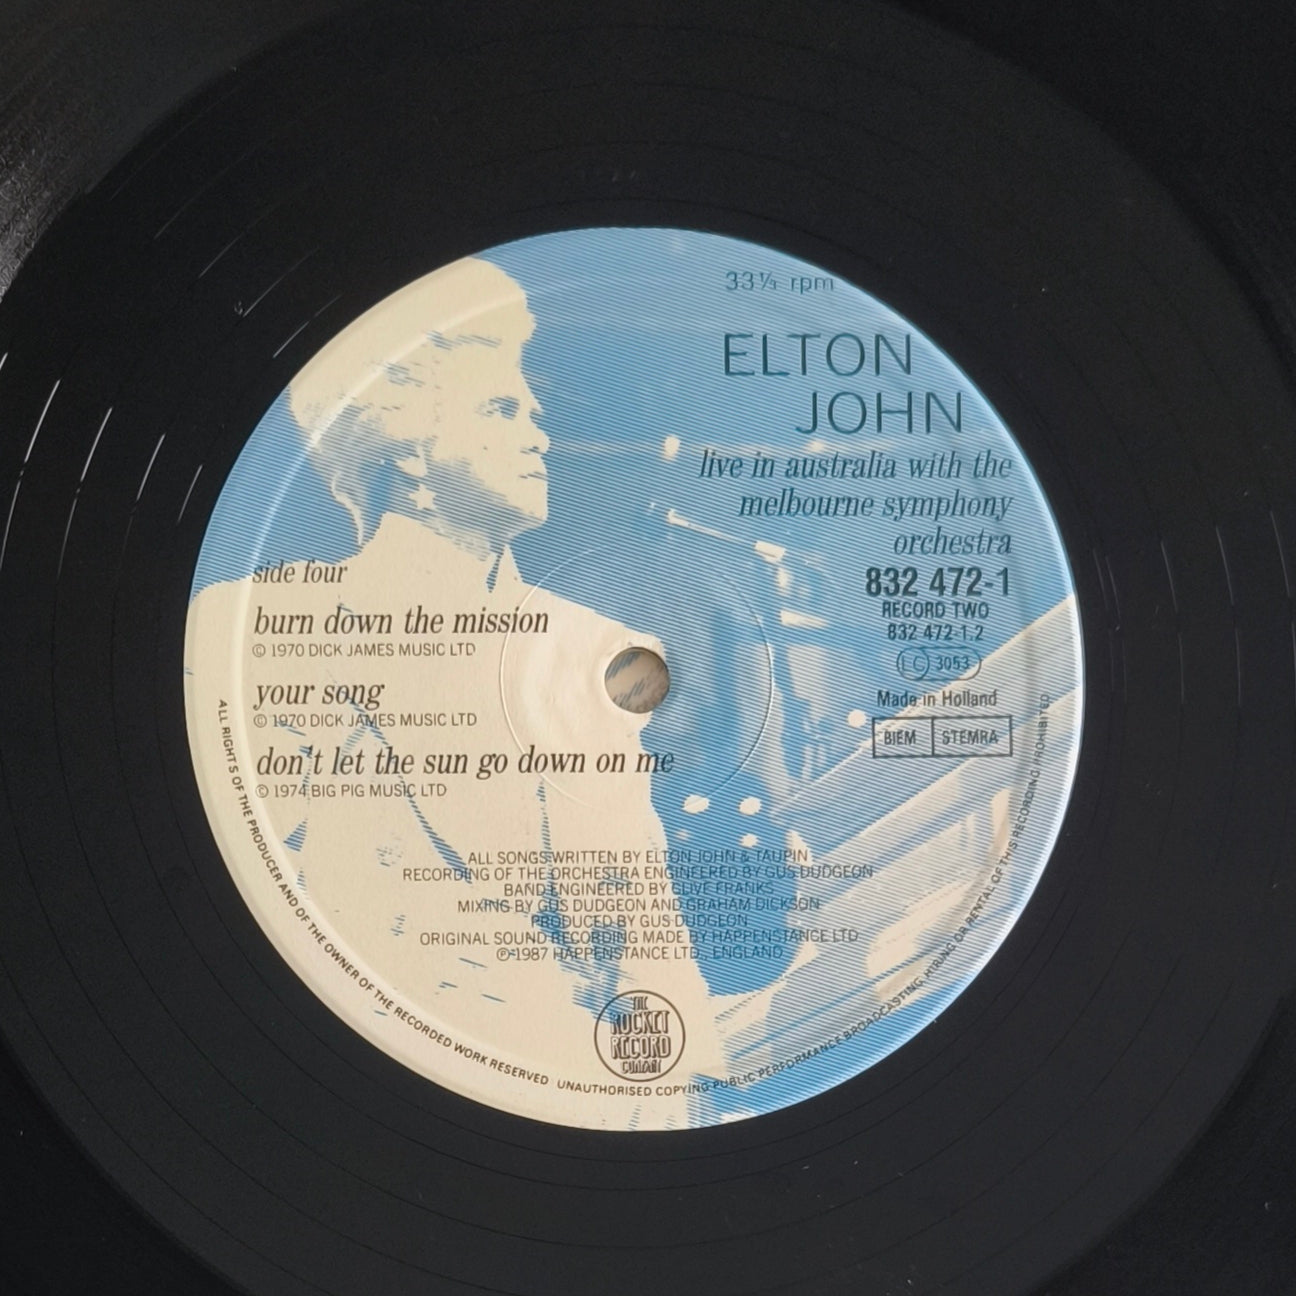 33⅓ rpm
ELTON
JOHN
live in australia with the
melbourne symphony
orchestra
832 472-1
RECORD TWO
832 472-1.2
LC 3053
Made in Holland
BIEM STEMRA
side four
burn down the mission
© 1970 DICK JAMES MUSIC LTD
your song
© 1970 DICK JAMES MUSIC LTD
don't let the sun go down on me
© 1974 BIG PIG MUSIC LTD
ALL SONGS WRITTEN BY ELTON JOHN & TAUPIN
RECORDING OF THE ORCHESTRA ENGINEERED BY GUS DUDGEON
BAND ENGINEERED BY CLIVE FRANKS
MIXING BY GUS DUDGEON AND GRAHAM DICKSON
PRODUCED BY GUS DUDGEON
ORIGINAL SOUND RECORDING MADE BY HAPPENSTANCE LTD
℗ 1987 HAPPENSTANCE LTD., ENGLAND
THE
ROCKET
RECORD
COMPANY
ALL RIGHTS OF THE PRODUCER AND OF THE OWNER OF THE RECORDED WORK RESERVED UNAUTHORISED COPYING PUBLIC PERFORMANCE BROADCASTING, HIRING OR RENTAL OF THIS RECORDING PROHIBITED